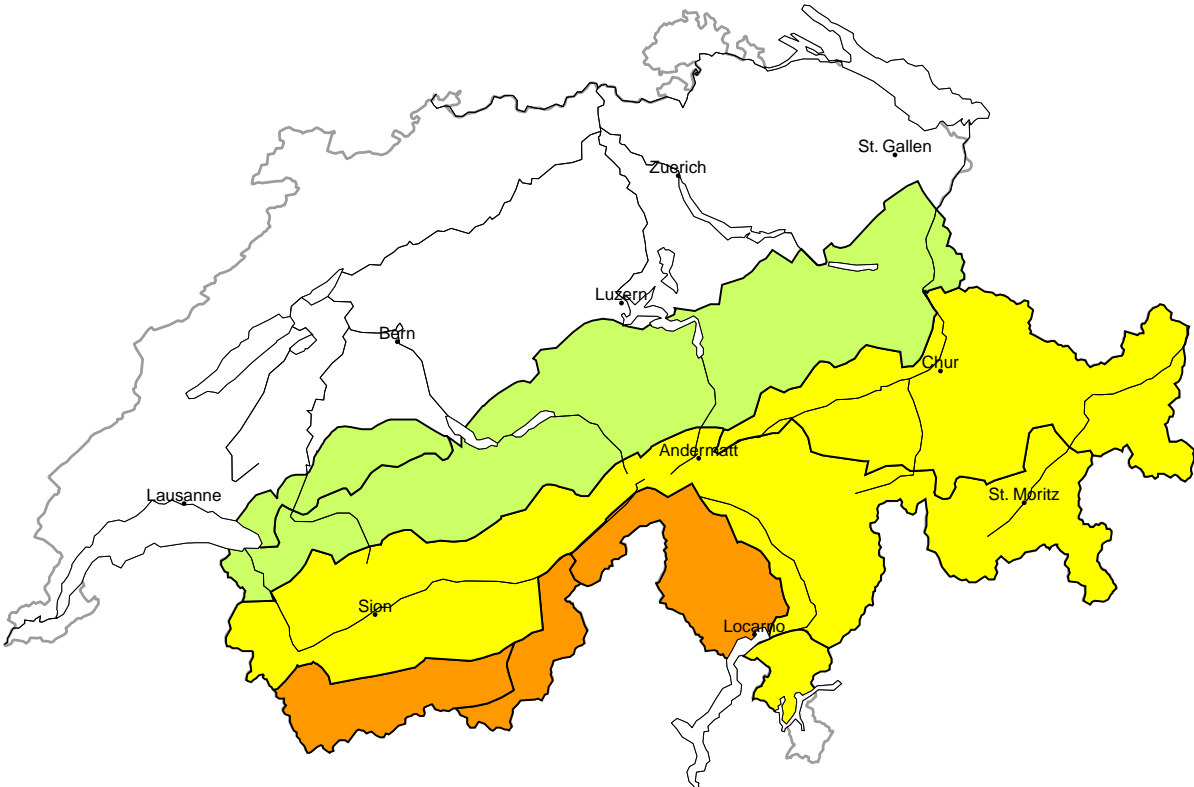 St. Gallen
Zuerich
Luzern
Bern
Chur
Andermatt
Lausanne
St. Moritz
Sion
Locarno